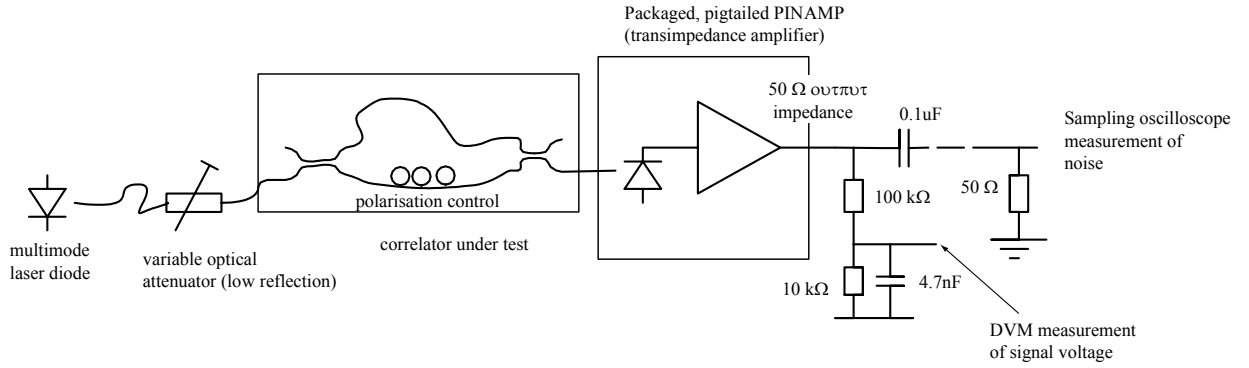 Packaged, pigtailed PINAMP
(transimpedance amplifier)
50 Ω ουτπυτ
impedance
0.1uF
Sampling oscilloscope
measurement of
noise
100 kΩ
50 Ω
polarisation control
correlator under test
multimode
laser diode
variable optical
attenuator (low reflection)
10 kΩ
4.7nF
DVM measurement
of signal voltage